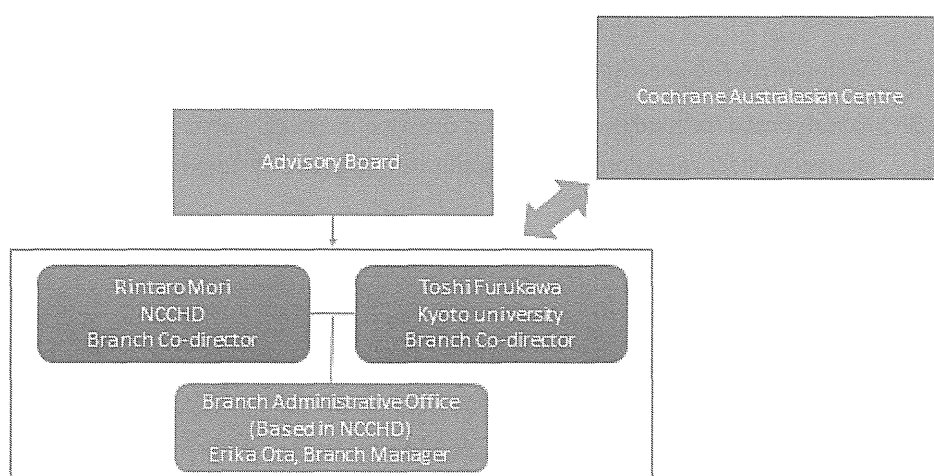 Cochrane Australasian Centre
Advisory Board
Rintaro Mori
NCCHD
Branch Co-director
Toshi Furukawa
Kyoto university
Branch Co-director
Branch Administrative Office
(Based in NCCHD)
Erika Ota, Branch Manager